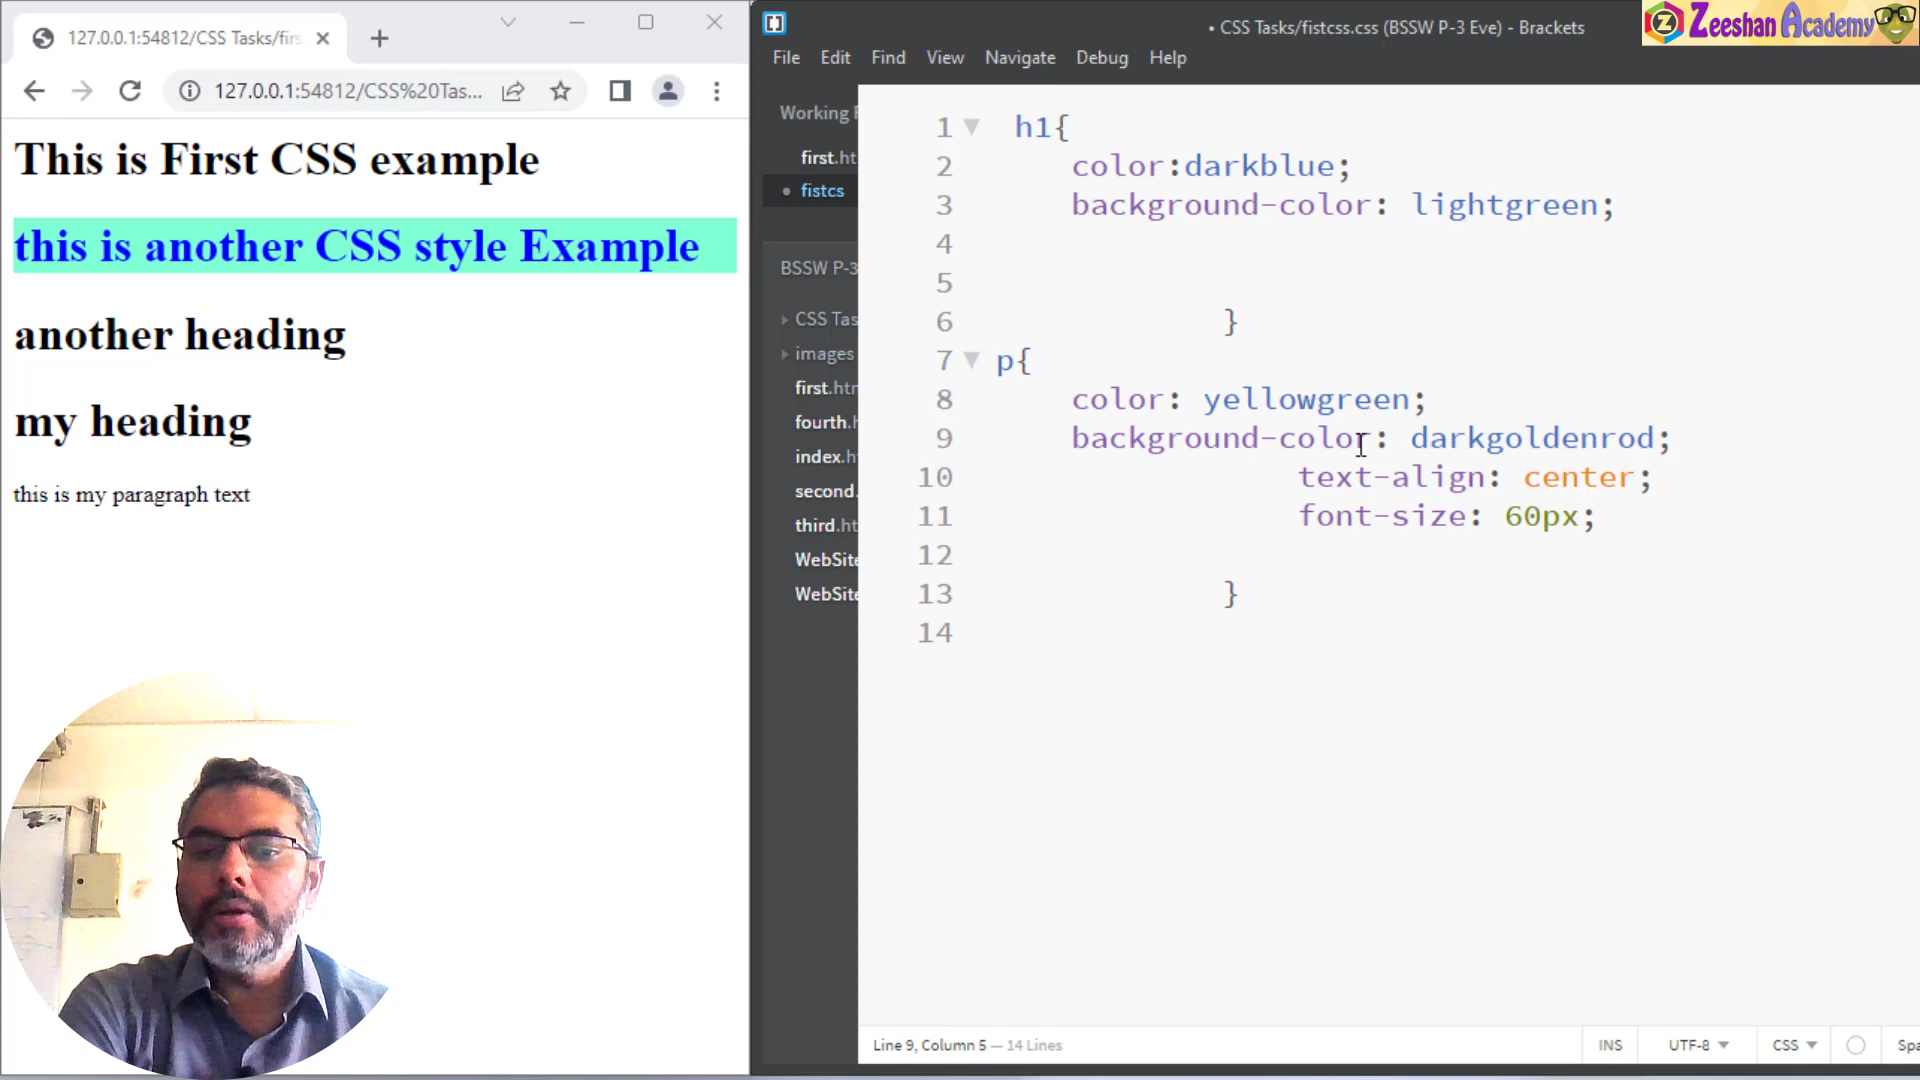 127.0.0.1:54812/CSS Tasks/firs
127.0.0.1:54812/CSS%20Tas...
This is First CSS example
this is another CSS style Example
another heading
my heading
this is my paragraph text
• CSS Tasks/fistcss.css (BSSW P-3 Eve) - Brackets
Zeeshan Academy
File Edit Find View Navigate Debug Help
Working F
first.ht
fistcs
BSSW P-3
CSS Tas
images
first.htm
fourth.h
index.h
second.
third.ht
WebSite
WebSite
1 h1{
2 color:darkblue;
3 background-color: lightgreen;
4
5
6 }
7 p{
8 color: yellowgreen;
9 background-color: darkgoldenrod;
10 text-align: center;
11 font-size: 60px;
12
13 }
14
Line 9, Column 5 — 14 Lines
INS UTF-8 CSS Spa